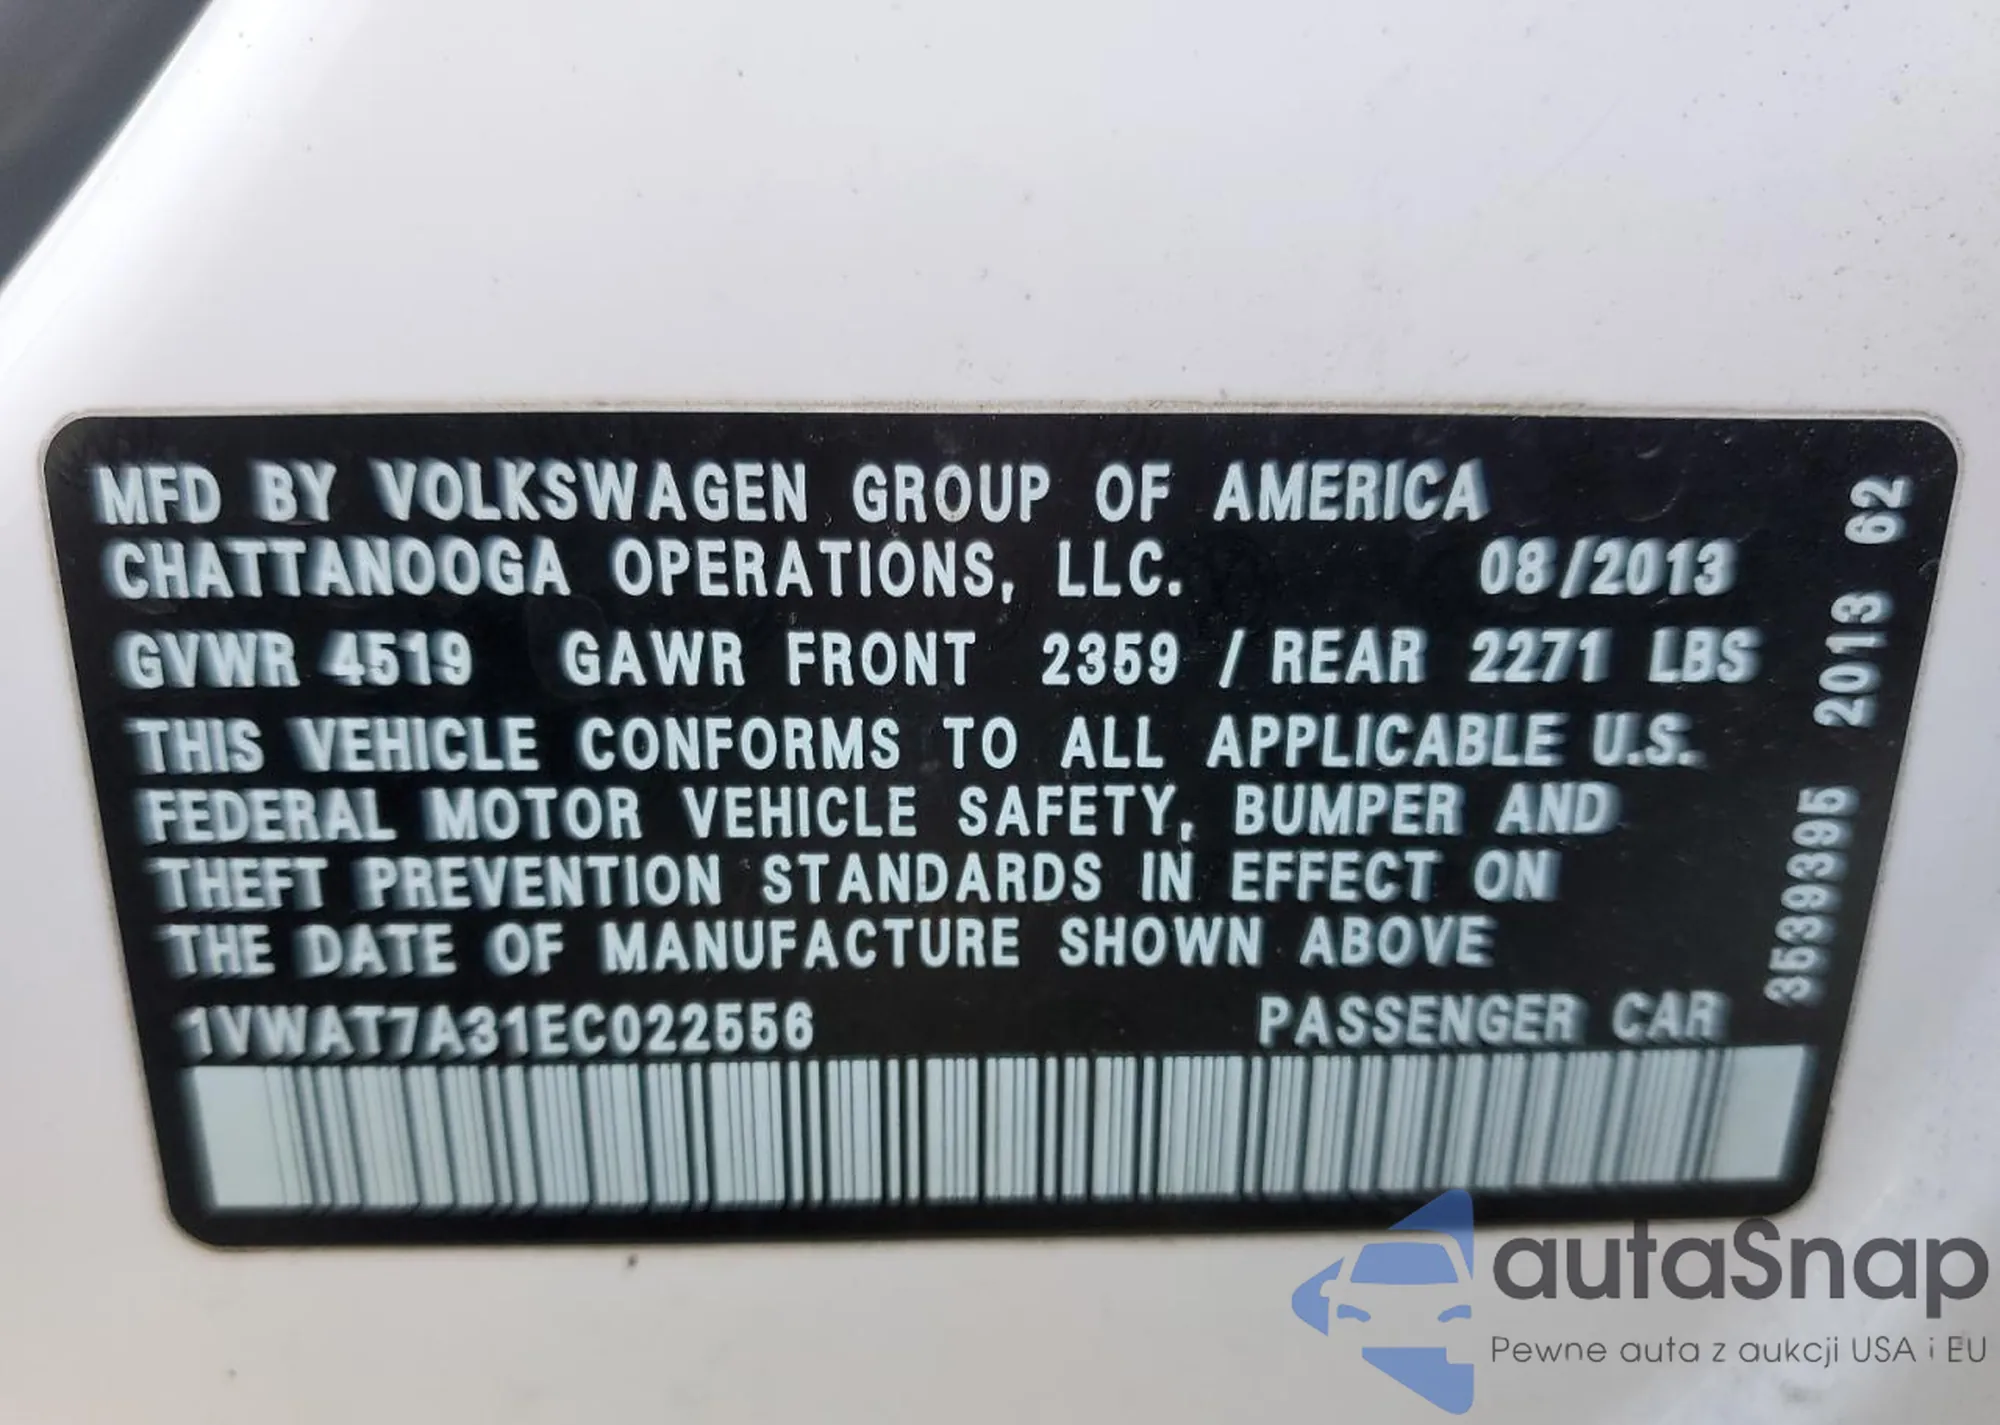 MFD BY VOLKSWAGEN GROUP OF AMERICA
CHATTANOOGA OPERATIONS, LLC. 08/2013
GVWR 4519 GAWR FRONT 2359 / REAR 2271 LBS
THIS VEHICLE CONFORMS TO ALL APPLICABLE U.S.
FEDERAL MOTOR VEHICLE SAFETY, BUMPER AND
THEFT PREVENTION STANDARDS IN EFFECT ON
THE DATE OF MANUFACTURE SHOWN ABOVE
1VWAT7A31EC022556 PASSENGER CAR
3539395 2013 62
autaSnap
Pewne auta z aukcji USA i EU